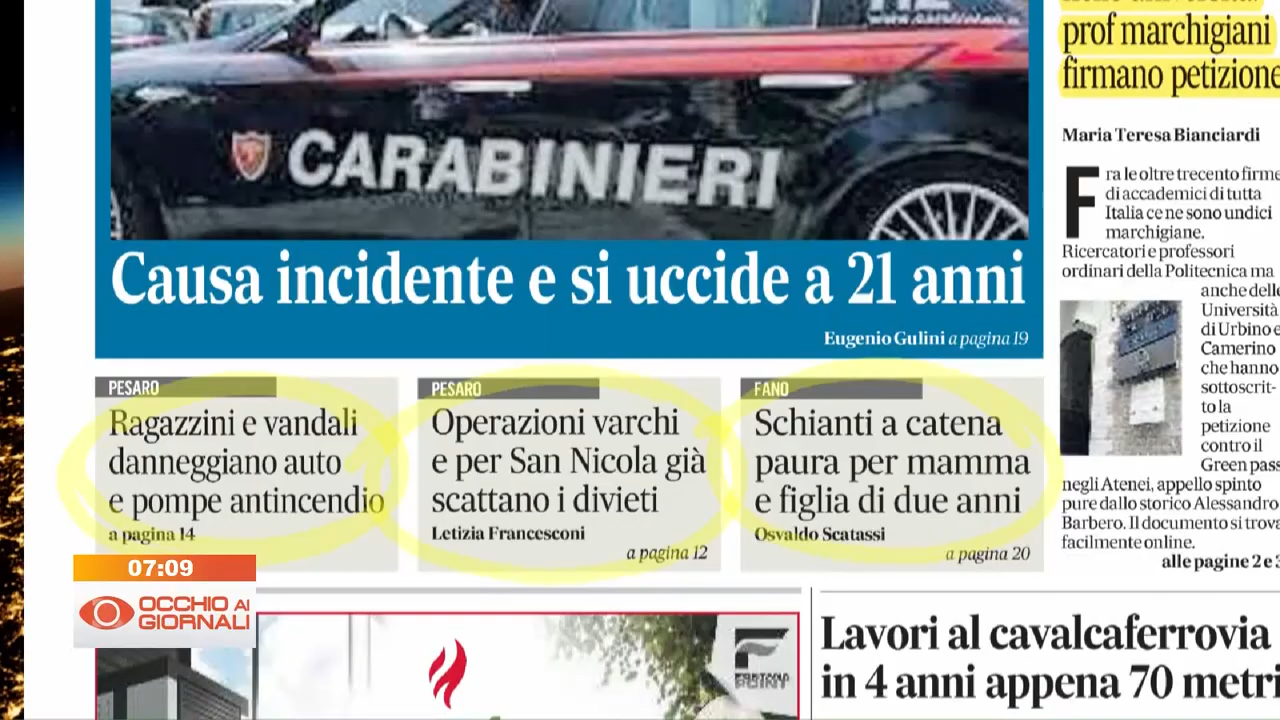 prof marchigiani
firmano petizione
CARABINIERI
Causa incidente e si uccide a 21 anni
Eugenio Gulini a pagina 19
Maria Teresa Bianciardi
Fra le oltre trecento firme
di accademici di tutta
Italia ce ne sono undici
marchigiane.
Ricercatori e professori
ordinari della Politecnica ma
anche delle
Università
di Urbino e
Camerino
che hanno
sottoscrit-
to la
petizione
contro il
Green pass
negli Atenei, appello spinto
pure dallo storico Alessandro
Barbero. Il documento si trova
facilmente online.
alle pagine 2 e 3
PESARO
Ragazzini e vandali
danneggiano auto
e pompe antincendio
a pagina 14
PESARO
Operazioni varchi
e per San Nicola già
scattano i divieti
Letizia Francesconi
a pagina 12
FANO
Schianti a catena
paura per mamma
e figlia di due anni
Osvaldo Scatassi
a pagina 20
07:09
OCCHIO AI
GIORNALI
Lavori al cavalcaferrovia
in 4 anni appena 70 metri